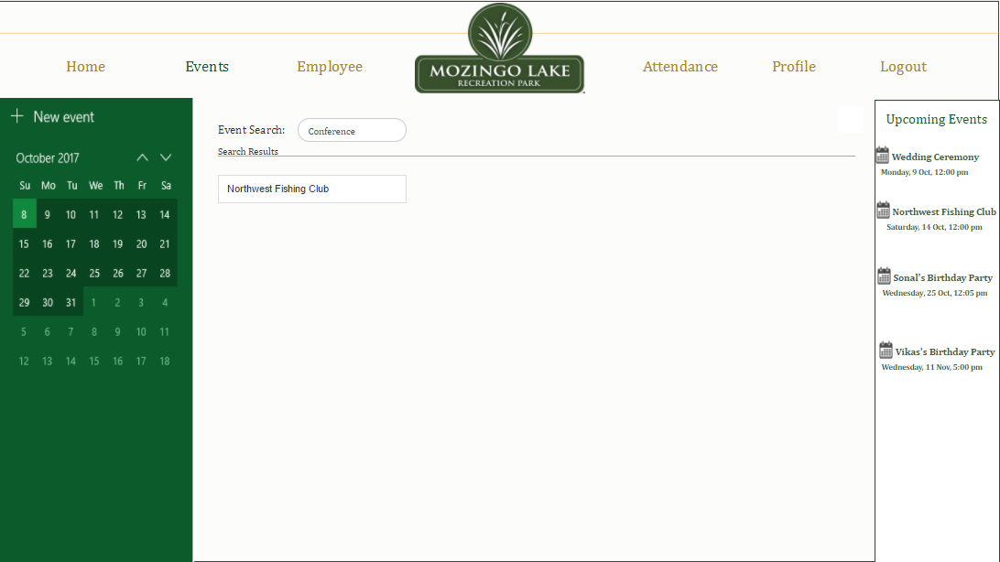 Home
Events
Employee
MOZINGO LAKE
RECREATION PARK
Attendance
Profile
Logout
New event
October 2017
Su Mo Tu We Th Fr Sa
8 9 10 11 12 13 14
15 16 17 18 19 20 21
22 23 24 25 26 27 28
29 30 31 1 2 3 4
5 6 7 8 9 10 11
12 13 14 15 16 17 18
Event Search: Conference
Search Results
Northwest Fishing Club
Upcoming Events
Wedding Ceremony
Monday, 9 Oct, 12:00 pm
Northwest Fishing Club
Saturday, 14 Oct, 12:00 pm
Sonal's Birthday Party
Wednesday, 25 Oct, 12:05 pm
Vikas's Birthday Party
Wednesday, 11 Nov, 5:00 pm